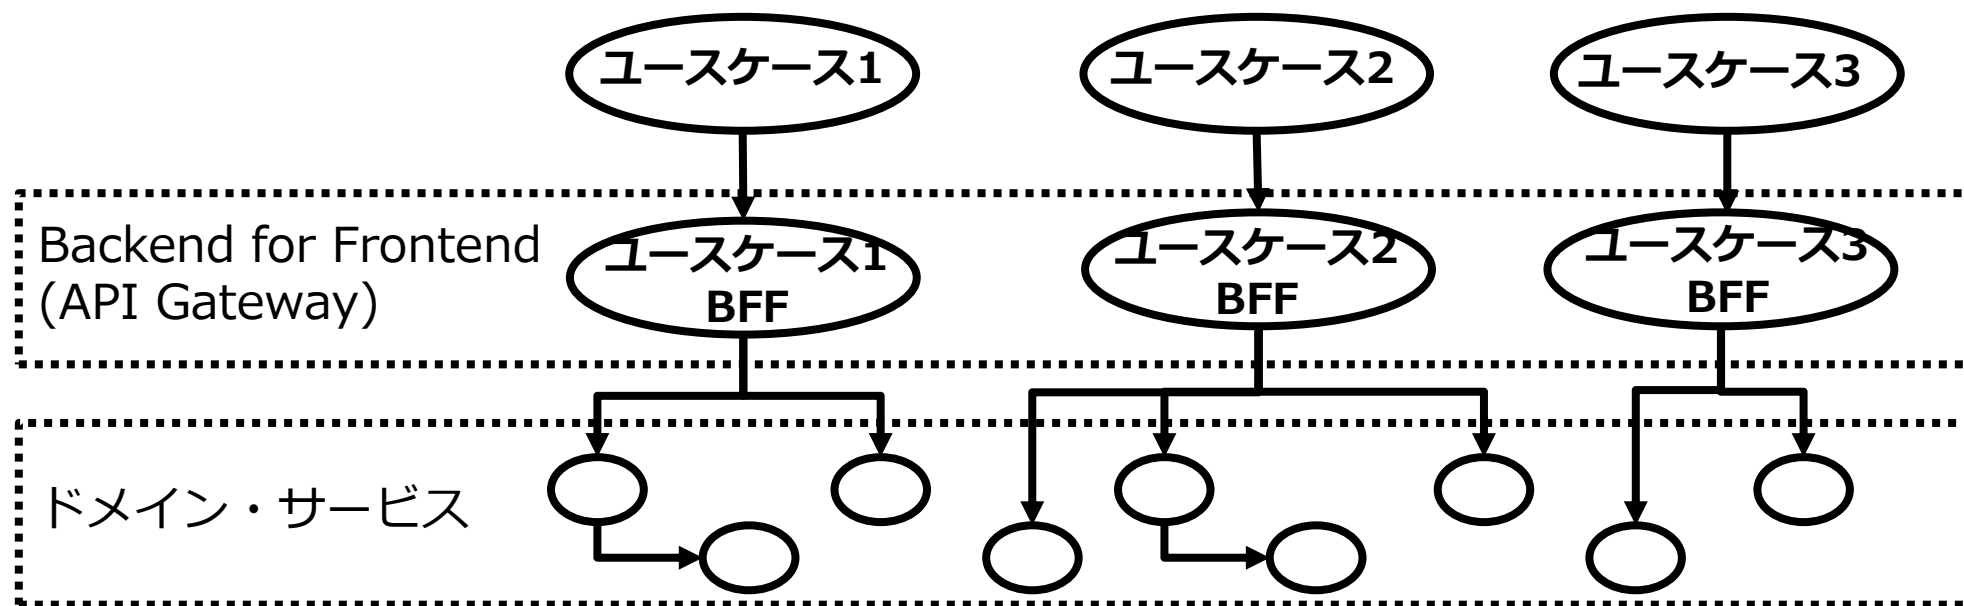 ユースケース1
ユースケース2
ユースケース3
Backend for Frontend
(API Gateway)
ユースケース1
BFF
ユースケース2
BFF
ユースケース3
BFF
ドメイン・サービス